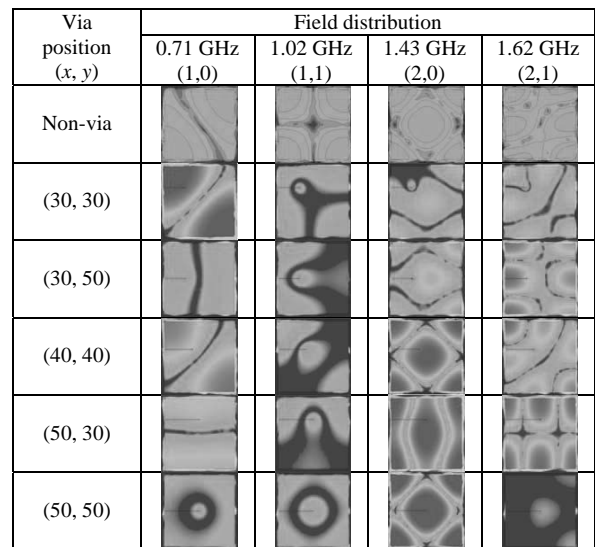 Via position (x, y)
Field distribution
0.71 GHz (1,0)
1.02 GHz (1,1)
1.43 GHz (2,0)
1.62 GHz (2,1)
Non-via
(30, 30)
(30, 50)
(40, 40)
(50, 30)
(50, 50)